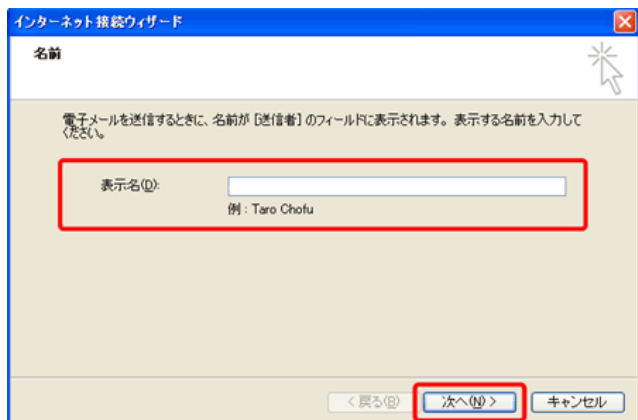 インターネット接続ウィザード
名前
電子メールを送信するときに、名前が [送信者] のフィールドに表示されます。表示する名前を入力して
ください。
表示名(D):
例 : Taro Chofu
< 戻る(B)
次へ(N) >
キャンセル